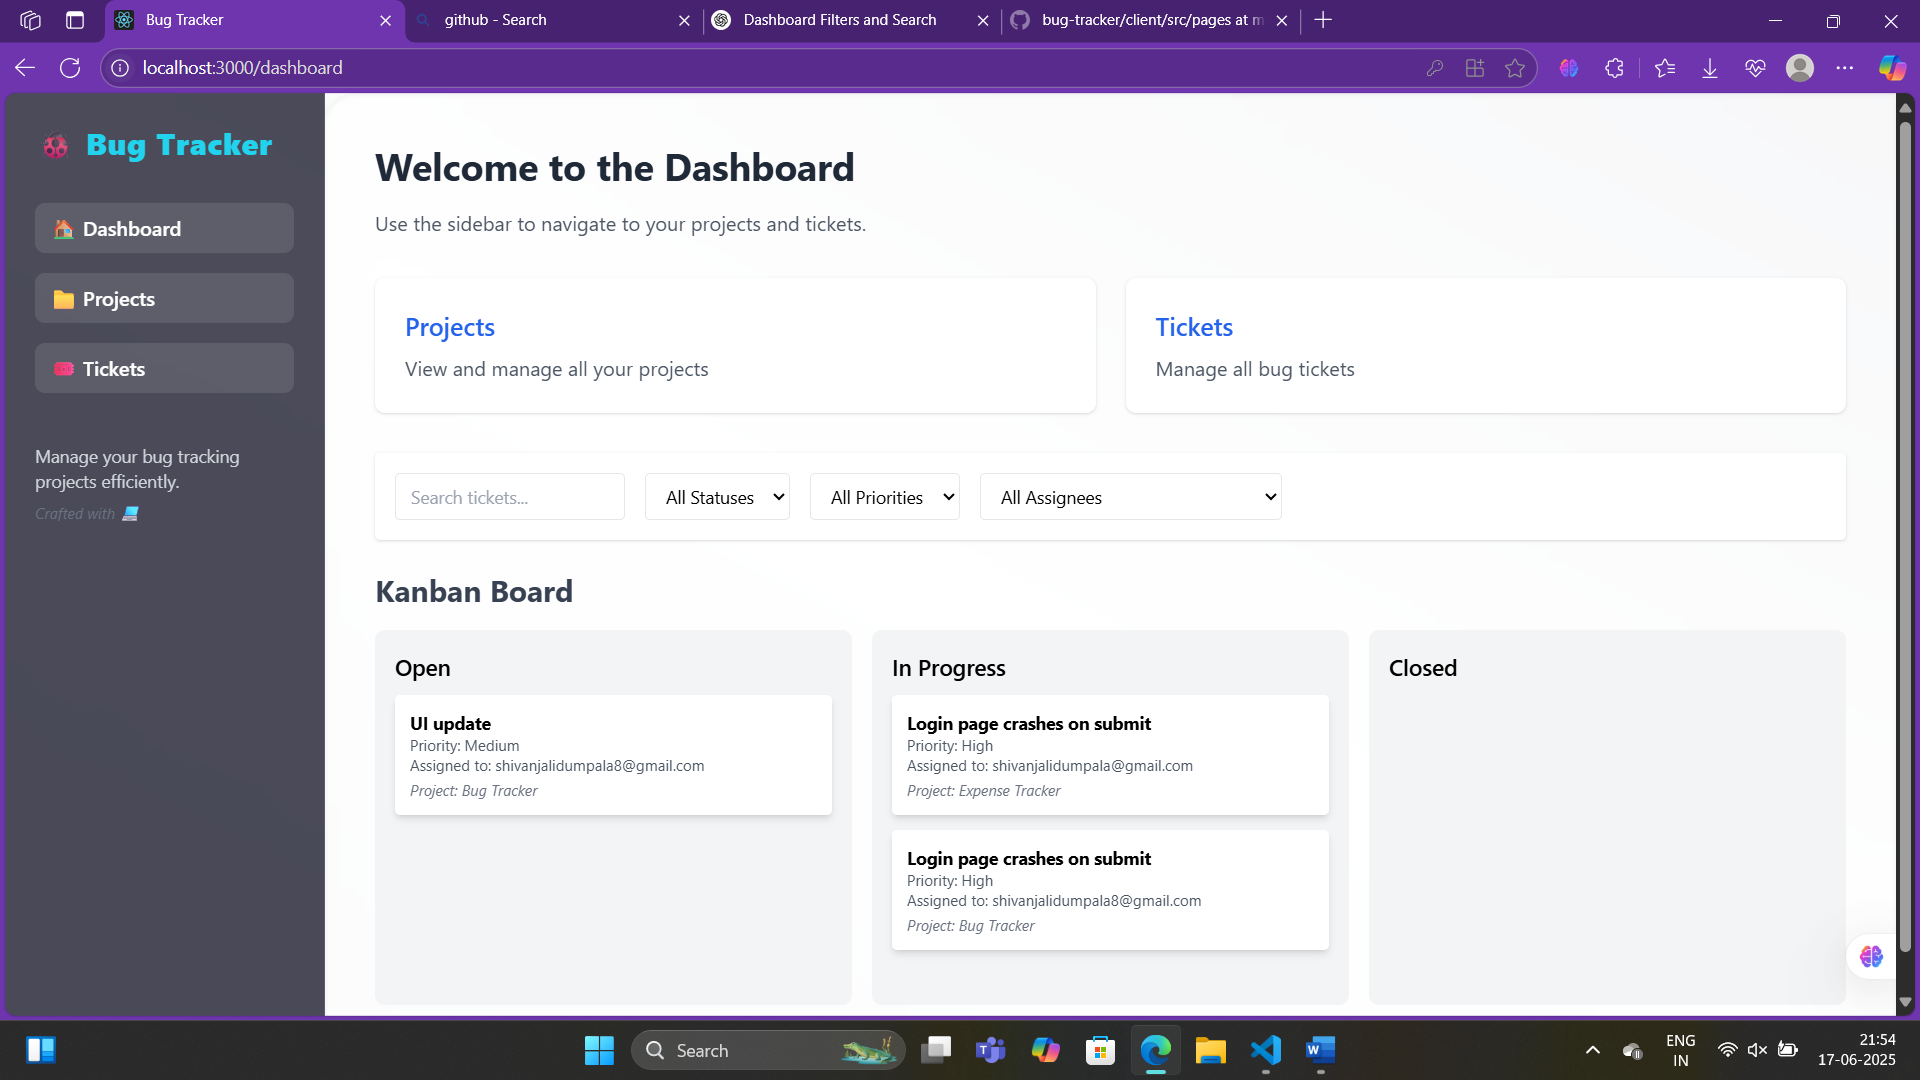 Bug Tracker
github - Search
Dashboard Filters and Search
bug-tracker/client/src/pages at m
localhost:3000/dashboard
Bug Tracker
Dashboard
Projects
Tickets
Manage your bug tracking
projects efficiently.
Crafted with
Welcome to the Dashboard
Use the sidebar to navigate to your projects and tickets.
Projects
View and manage all your projects
Tickets
Manage all bug tickets
Search tickets...
All Statuses
All Priorities
All Assignees
Kanban Board
Open
UI update
Priority: Medium
Assigned to: shivanjalidumpala8@gmail.com
Project: Bug Tracker
In Progress
Login page crashes on submit
Priority: High
Assigned to: shivanjalidumpala@gmail.com
Project: Expense Tracker
Login page crashes on submit
Priority: High
Assigned to: shivanjalidumpala8@gmail.com
Project: Bug Tracker
Closed
Search
ENG
IN
21:54
17-06-2025